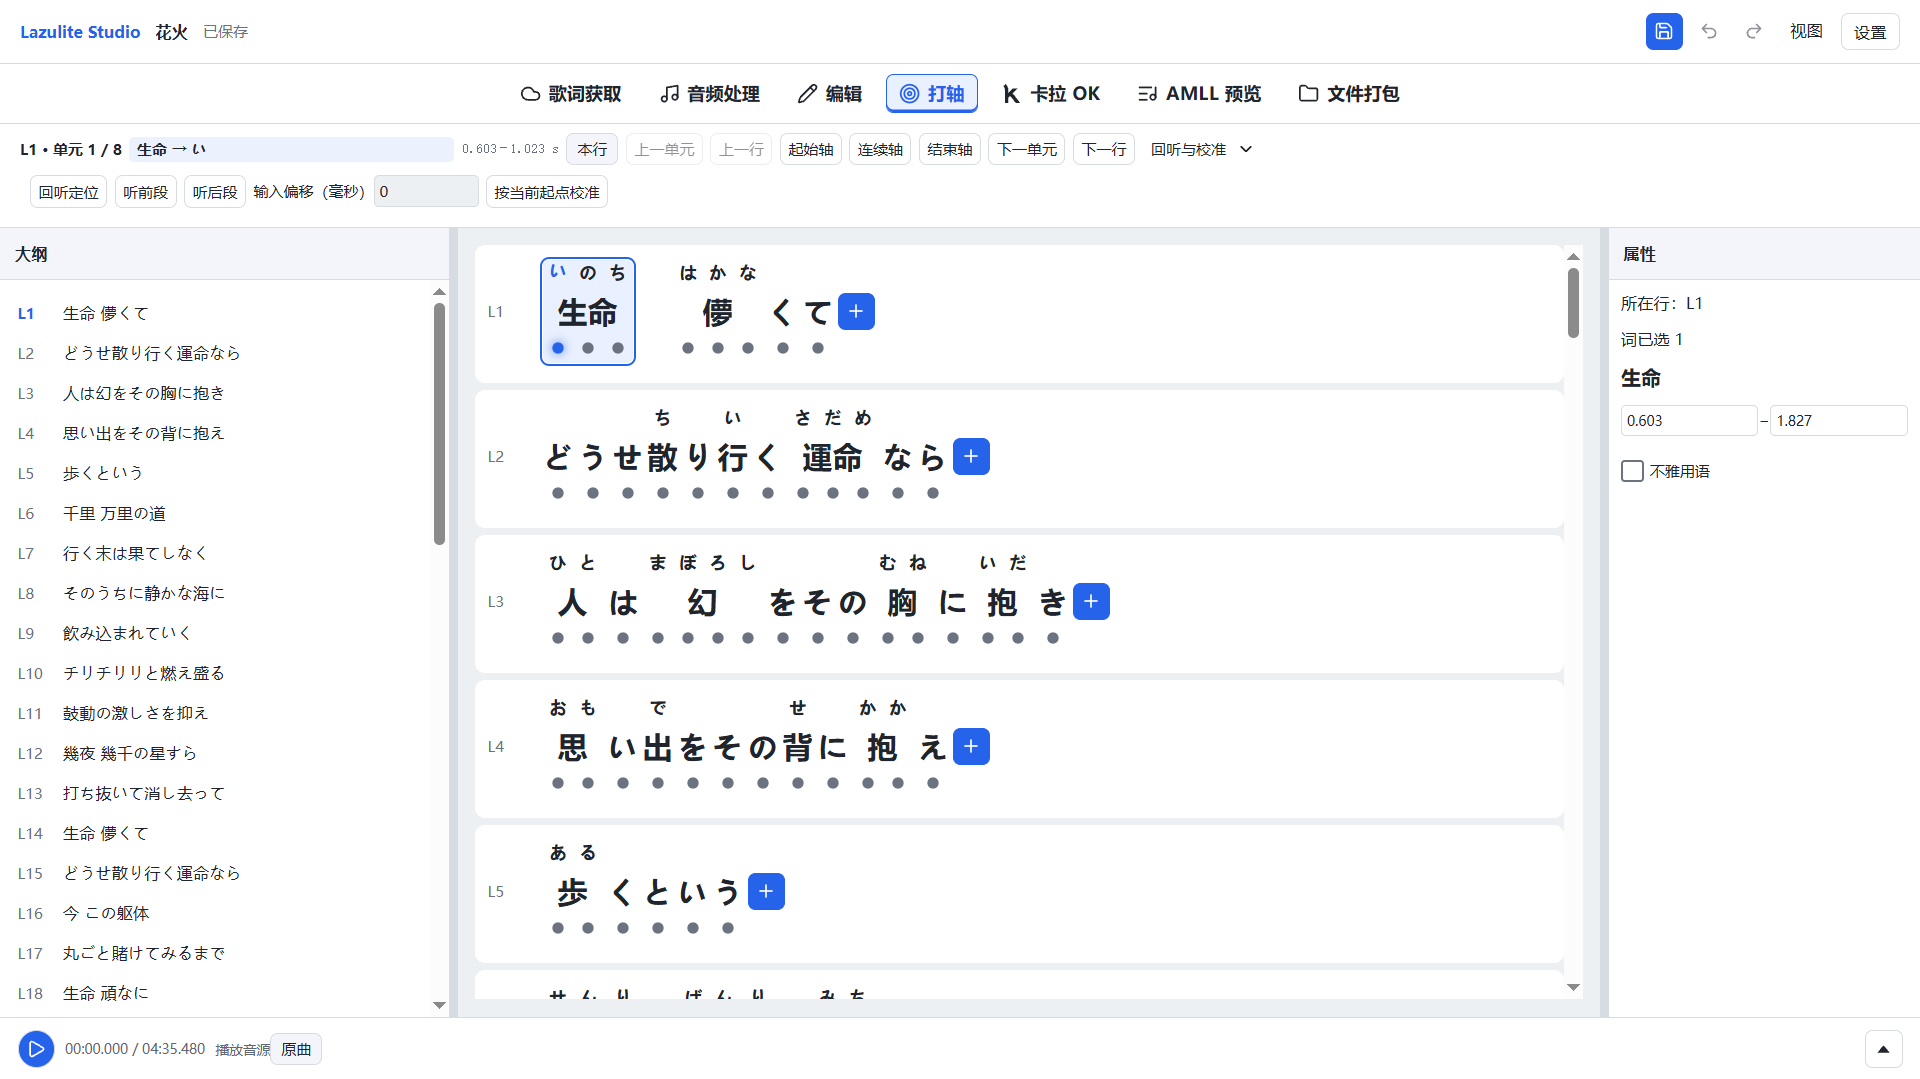 Lazulite Studio 花火 已保存 视图 设置
歌词获取 音频处理 编辑 打轴 卡拉 OK AMLL 预览 文件打包
L1 • 单元 1 / 8 生命 → い 0.603–1.023 s 本行 上一单元 上一行 起始轴 连续轴 结束轴 下一单元 下一行 回听与校准
回听定位 听前段 听后段 输入偏移（毫秒） 0 按当前起点校准
大纲
L1 生命 儚くて
L2 どうせ散り行く運命なら
L3 人は幻をその胸に抱き
L4 思い出をその背に抱え
L5 歩くという
L6 千里 万里の道
L7 行く末は果てしなく
L8 そのうちに静かな海に
L9 飲み込まれていく
L10 チリチリリと燃え盛る
L11 鼓動の激しさを抑え
L12 幾夜 幾千の星すら
L13 打ち抜いて消し去って
L14 生命 儚くて
L15 どうせ散り行く運命なら
L16 今 この躯体
L17 丸ごと賭けてみるまで
L18 生命 頑なに
いのち はかな
L1 生命 儚くて +
ち い さだめ
L2 どうせ散り行く運命なら +
ひと まぼろし むね いだ
L3 人は幻をその胸に抱き +
おも で せ かか
L4 思い出をその背に抱え +
ある
L5 歩くという +
せんり ばんり みち
属性
所在行： L1
词已选 1
生命
0.603 – 1.827
不雅用语
00:00.000 / 04:35.480 播放音源 原曲